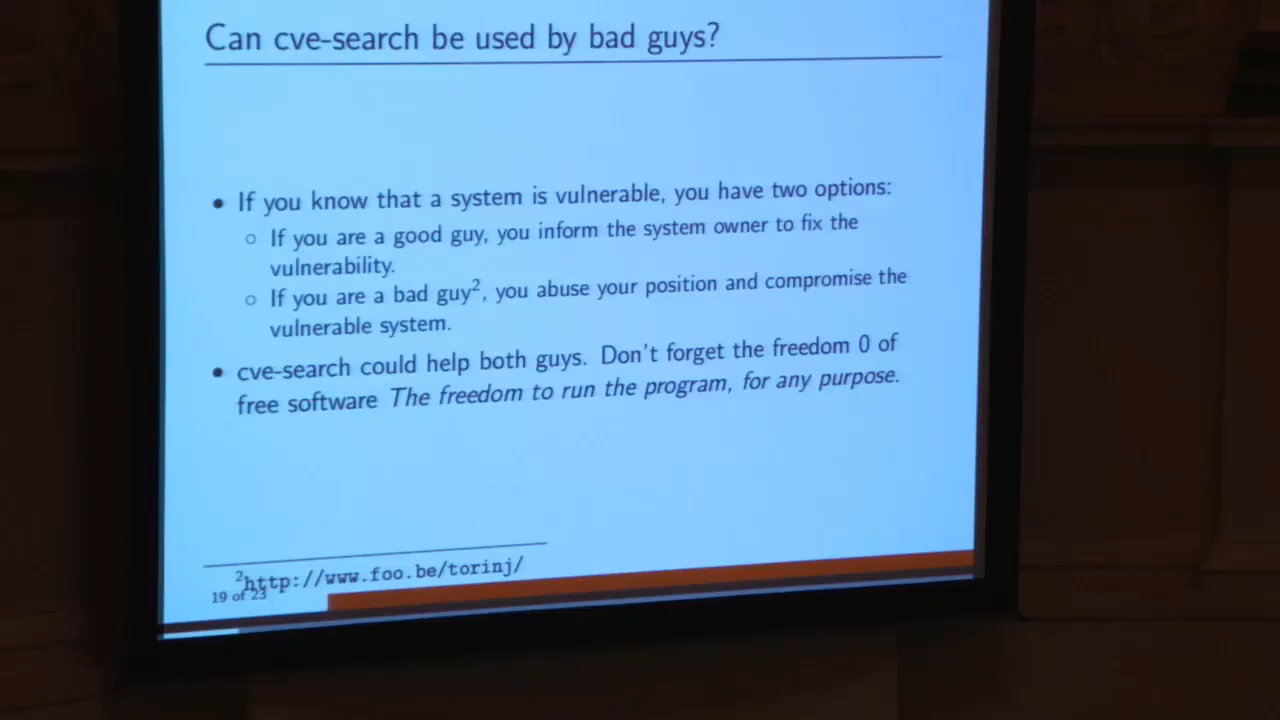 Can cve-search be used by bad guys?
• If you know that a system is vulnerable, you have two options:
○ If you are a good guy, you inform the system owner to fix the
vulnerability.
○ If you are a bad guy², you abuse your position and compromise the
vulnerable system.
• cve-search could help both guys. Don't forget the freedom 0 of
free software The freedom to run the program, for any purpose.
²http://www.foo.be/torinj/
19 of 23